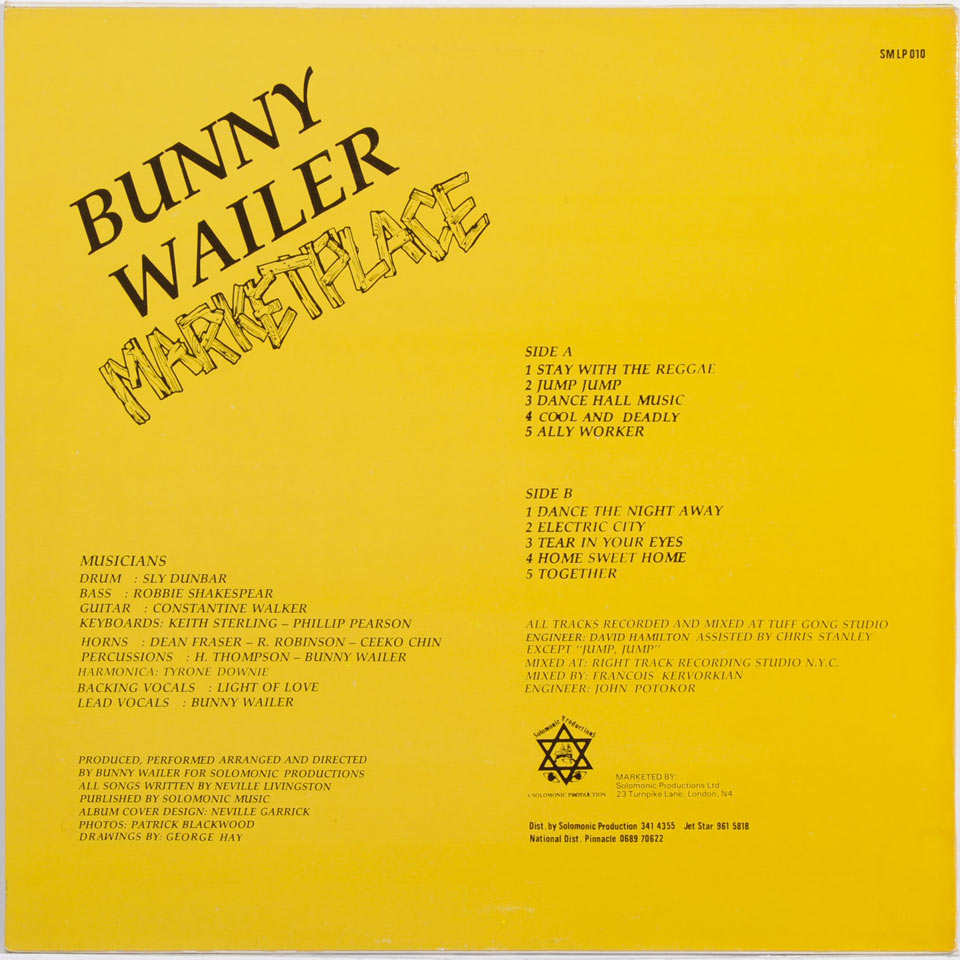 SMLP010
BUNNY
WAILER
MARKETPLACE
SIDE A
1 STAY WITH THE REGGAE
2 JUMP JUMP
3 DANCE HALL MUSIC
4 COOL AND DEADLY
5 ALLY WORKER
SIDE B
1 DANCE THE NIGHT AWAY
2 ELECTRIC CITY
3 TEAR IN YOUR EYES
4 HOME SWEET HOME
5 TOGETHER
MUSICIANS
DRUM : SLY DUNBAR
BASS : ROBBIE SHAKESPEAR
GUITAR : CONSTANTINE WALKER
KEYBOARDS: KEITH STERLING – PHILLIP PEARSON
HORNS : DEAN FRASER – R. ROBINSON – CEEKO CHIN
PERCUSSIONS : H. THOMPSON – BUNNY WAILER
HARMONICA: TYRONE DOWNIE
BACKING VOCALS : LIGHT OF LOVE
LEAD VOCALS : BUNNY WAILER
ALL TRACKS RECORDED AND MIXED AT TUFF GONG STUDIO
ENGINEER: DAVID HAMILTON ASSISTED BY CHRIS STANLEY
EXCEPT "JUMP, JUMP"
MIXED AT: RIGHT TRACK RECORDING STUDIO N.Y.C.
MIXED BY: FRANCOIS KERVORKIAN
ENGINEER: JOHN POTOKOR
PRODUCED, PERFORMED ARRANGED AND DIRECTED
BY BUNNY WAILER FOR SOLOMONIC PRODUCTIONS
ALL SONGS WRITTEN BY NEVILLE LIVINGSTON
PUBLISHED BY SOLOMONIC MUSIC
ALBUM COVER DESIGN: NEVILLE GARRICK
PHOTOS: PATRICK BLACKWOOD
DRAWINGS BY: GEORGE HAY
Solomonic Productions
A SOLOMONIC PRODUCTION
MARKETED BY:
Solomonic Productions Ltd
23 Turnpike Lane, London, N4
Dist. by Solomonic Production 341 4355 Jet Star 961 5818
National Dist. Pinnacle 0689 70622